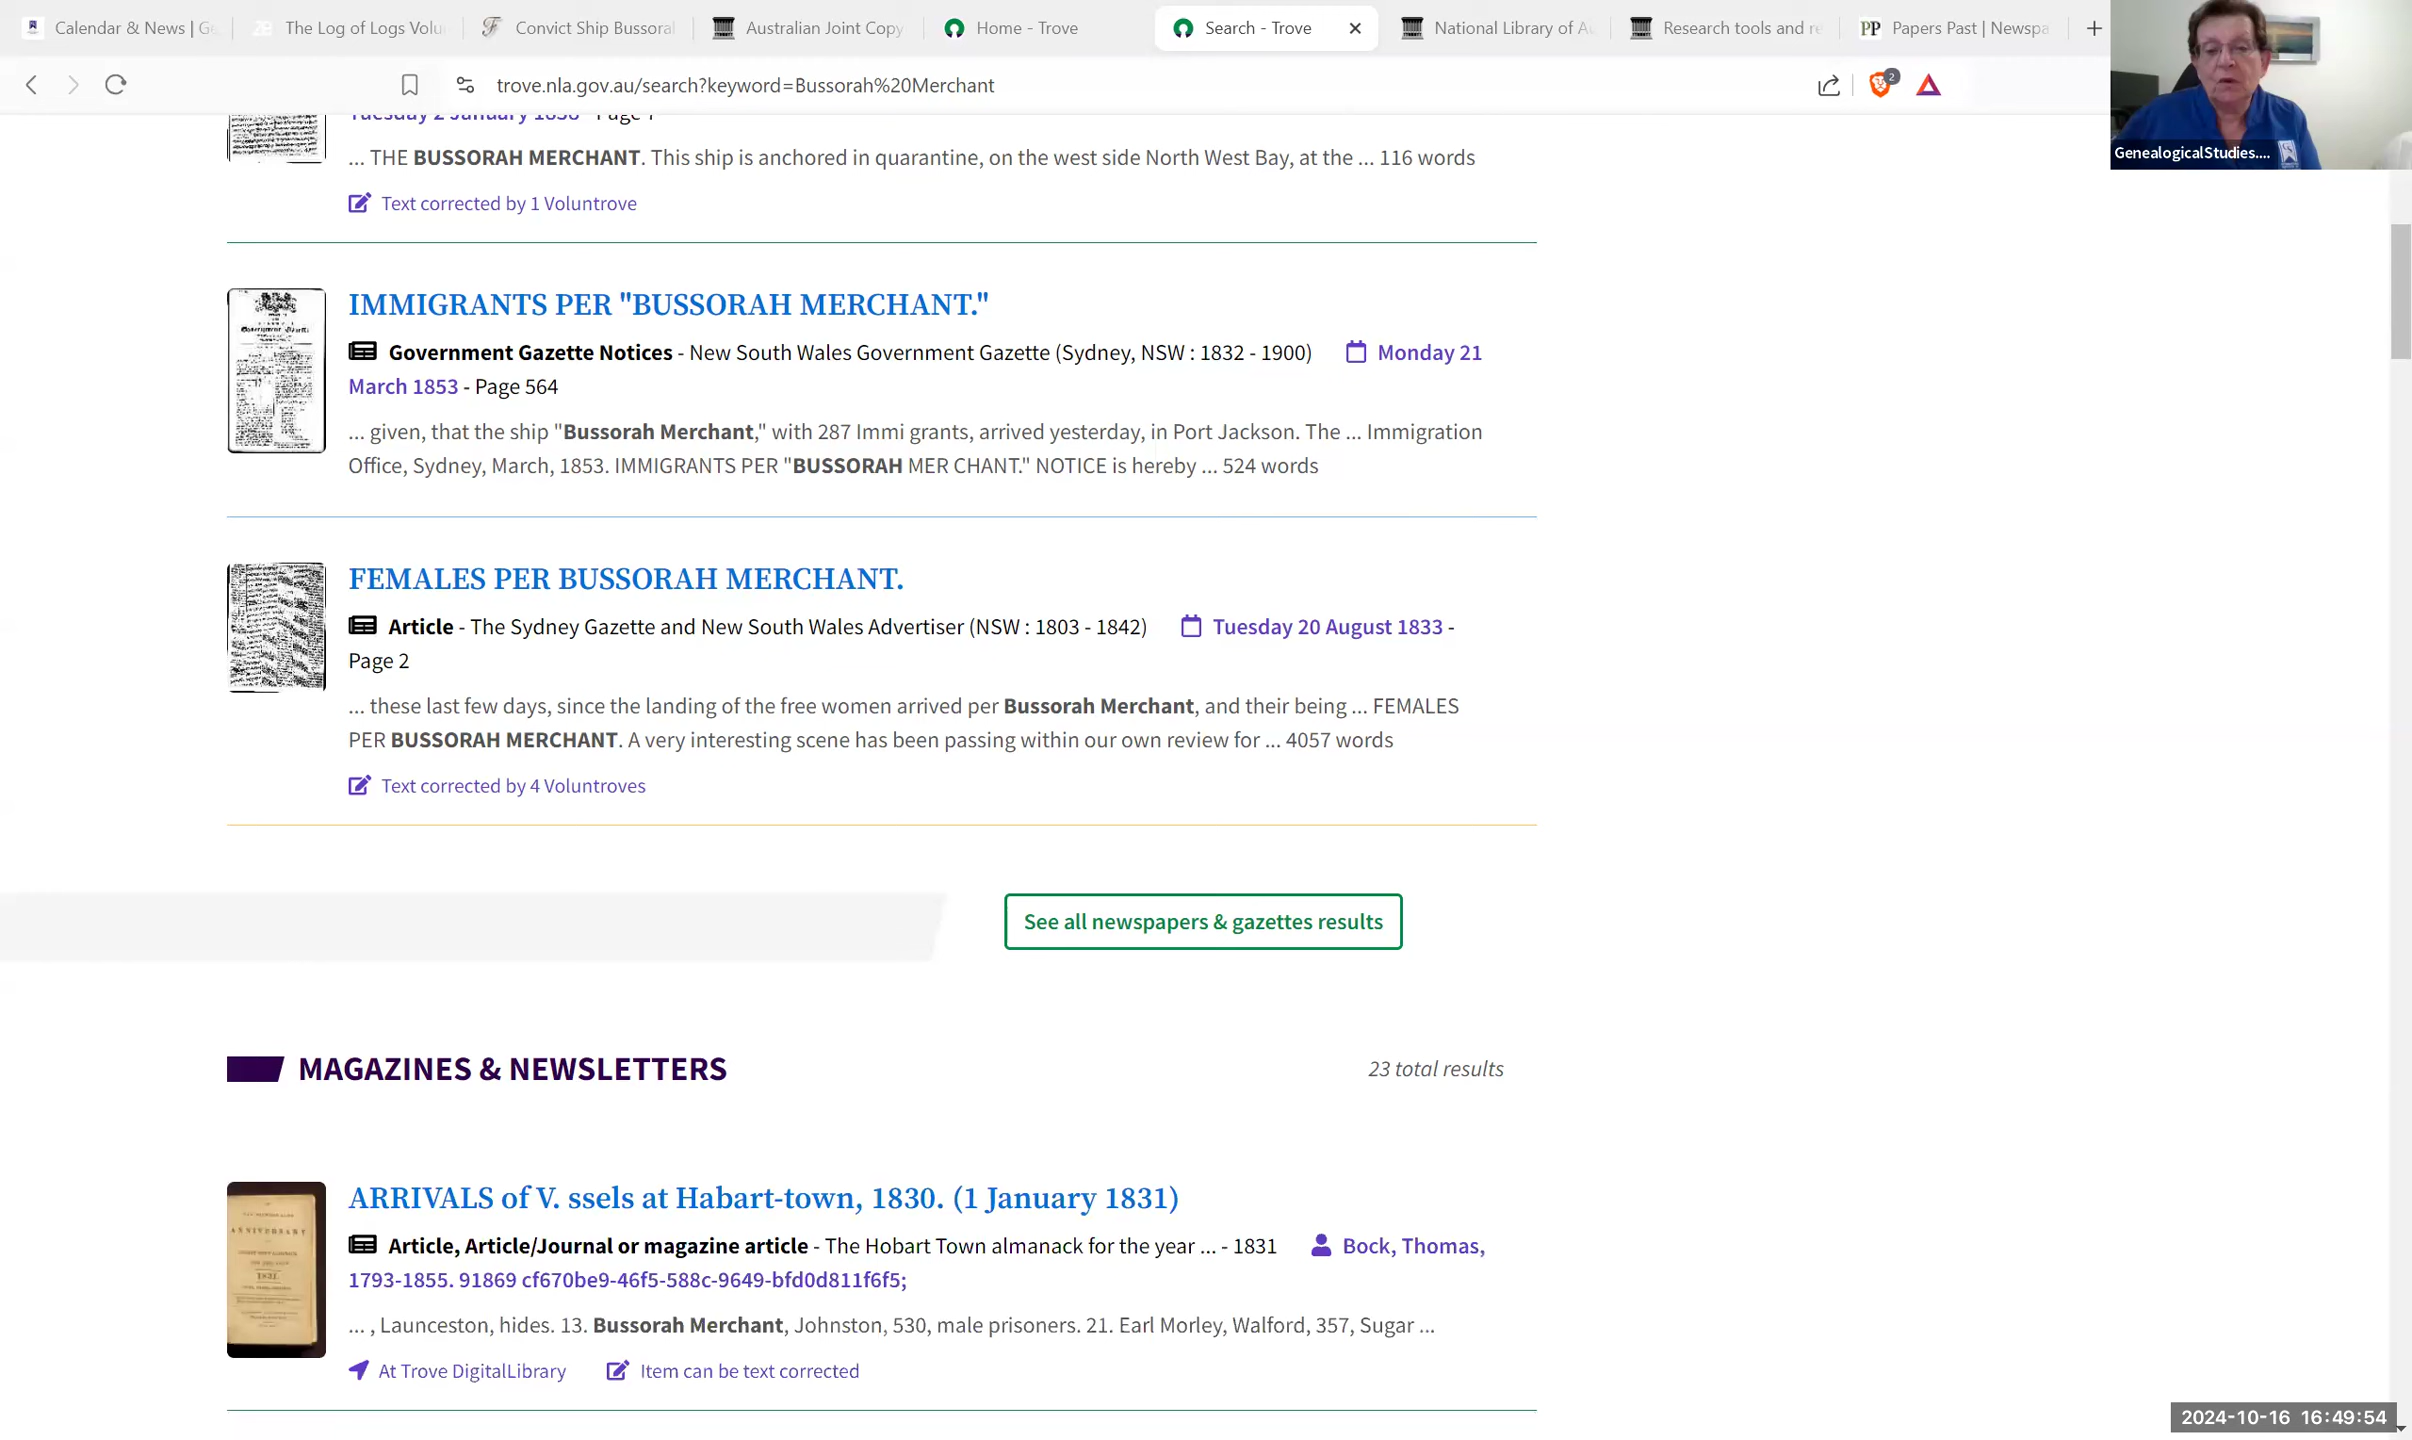 Calendar & News | Ge
The Log of Logs Volu
Convict Ship Bussoral
Australian Joint Copy
Home - Trove
Search - Trove
National Library of Au
Research tools and re
PP Papers Past | Newspa
trove.nla.gov.au/search?keyword=Bussorah%20Merchant
2
GenealogicalStudies....
Tuesday 2 January 1838 - Page 7
... THE BUSSORAH MERCHANT. This ship is anchored in quarantine, on the west side North West Bay, at the ... 116 words
Text corrected by 1 Voluntrove
IMMIGRANTS PER "BUSSORAH MERCHANT."
Government Gazette Notices - New South Wales Government Gazette (Sydney, NSW : 1832 - 1900) Monday 21
March 1853 - Page 564
... given, that the ship "Bussorah Merchant," with 287 Immi grants, arrived yesterday, in Port Jackson. The ... Immigration
Office, Sydney, March, 1853. IMMIGRANTS PER "BUSSORAH MER CHANT." NOTICE is hereby ... 524 words
FEMALES PER BUSSORAH MERCHANT.
Article - The Sydney Gazette and New South Wales Advertiser (NSW : 1803 - 1842) Tuesday 20 August 1833 -
Page 2
... these last few days, since the landing of the free women arrived per Bussorah Merchant, and their being ... FEMALES
PER BUSSORAH MERCHANT. A very interesting scene has been passing within our own review for ... 4057 words
Text corrected by 4 Voluntroves
See all newspapers & gazettes results
MAGAZINES & NEWSLETTERS
23 total results
ARRIVALS of V. ssels at Habart-town, 1830. (1 January 1831)
Article, Article/Journal or magazine article - The Hobart Town almanack for the year ... - 1831 Bock, Thomas,
1793-1855. 91869 cf670be9-46f5-588c-9649-bfd0d811f6f5;
... , Launceston, hides. 13. Bussorah Merchant, Johnston, 530, male prisoners. 21. Earl Morley, Walford, 357, Sugar ...
At Trove DigitalLibrary
Item can be text corrected
2024-10-16 16:49:54